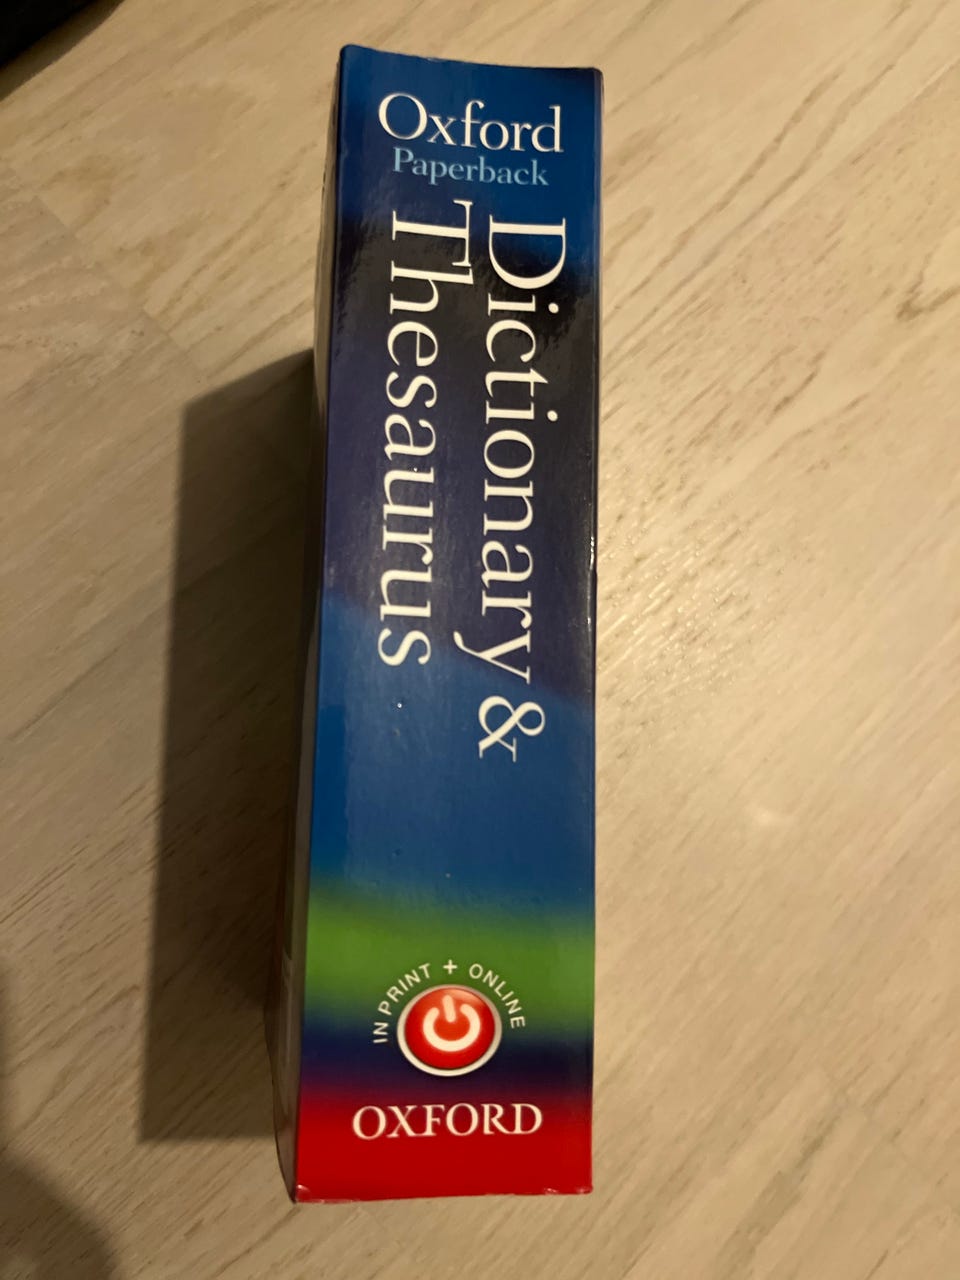 Oxford
Paperback
Dictionary &
Thesaurus
IN PRINT + ONLINE
OXFORD